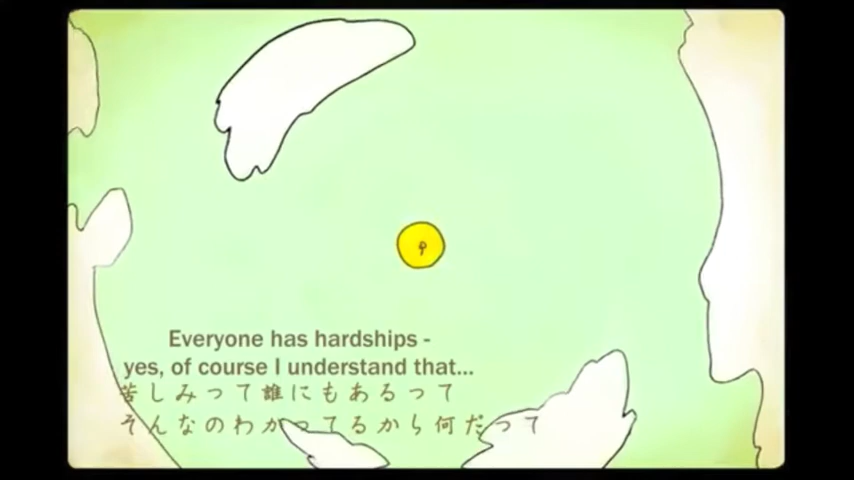 Everyone has hardships -
yes, of course I understand that...
苦しみって誰にもあるって
そんなのわかってるから何だって